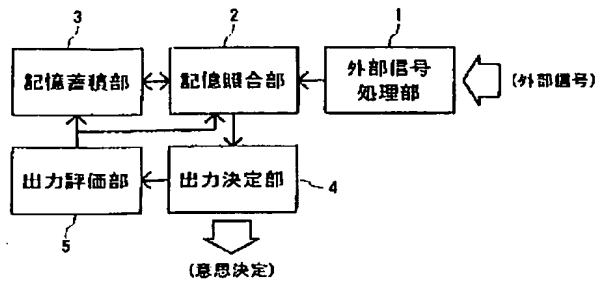 3
2
1
記憶蓄積部
記憶照合部
外部信号
処理部
(外部信号)
出力評価部
出力決定部
4
5
(意思決定)